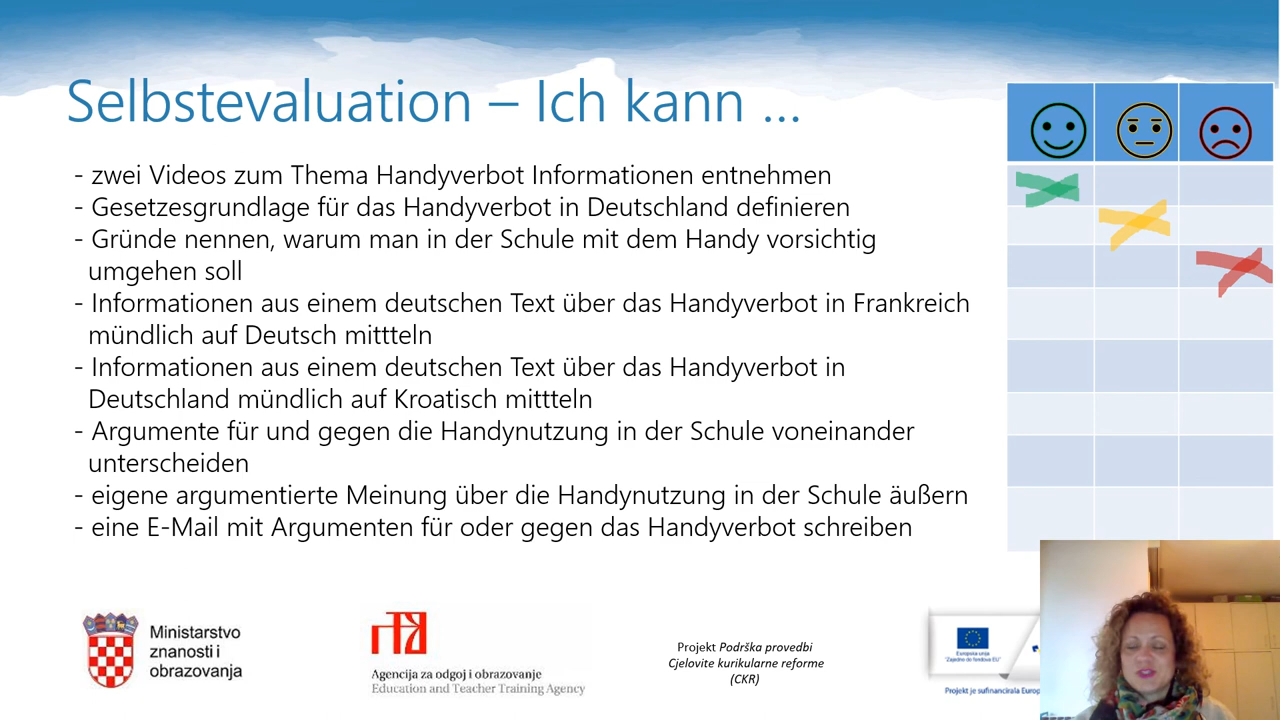 Selbstevaluation – Ich kann ...
- zwei Videos zum Thema Handyverbot Informationen entnehmen
- Gesetzesgrundlage für das Handyverbot in Deutschland definieren
- Gründe nennen, warum man in der Schule mit dem Handy vorsichtig
umgehen soll
- Informationen aus einem deutschen Text über das Handyverbot in Frankreich
mündlich auf Deutsch mittteln
- Informationen aus einem deutschen Text über das Handyverbot in
Deutschland mündlich auf Kroatisch mittteln
- Argumente für und gegen die Handynutzung in der Schule voneinander
unterscheiden
- eigene argumentierte Meinung über die Handynutzung in der Schule äußern
- eine E-Mail mit Argumenten für oder gegen das Handyverbot schreiben
Ministarstvo
znanosti i
obrazovanja
Agencija za odgoj i obrazovanje
Education and Teacher Training Agency
Projekt Podrška provedbi
Cjelovite kurikularne reforme
(CKR)
Europska unija
"Zajedno do fondova EU"
Projekt je sufinancirala